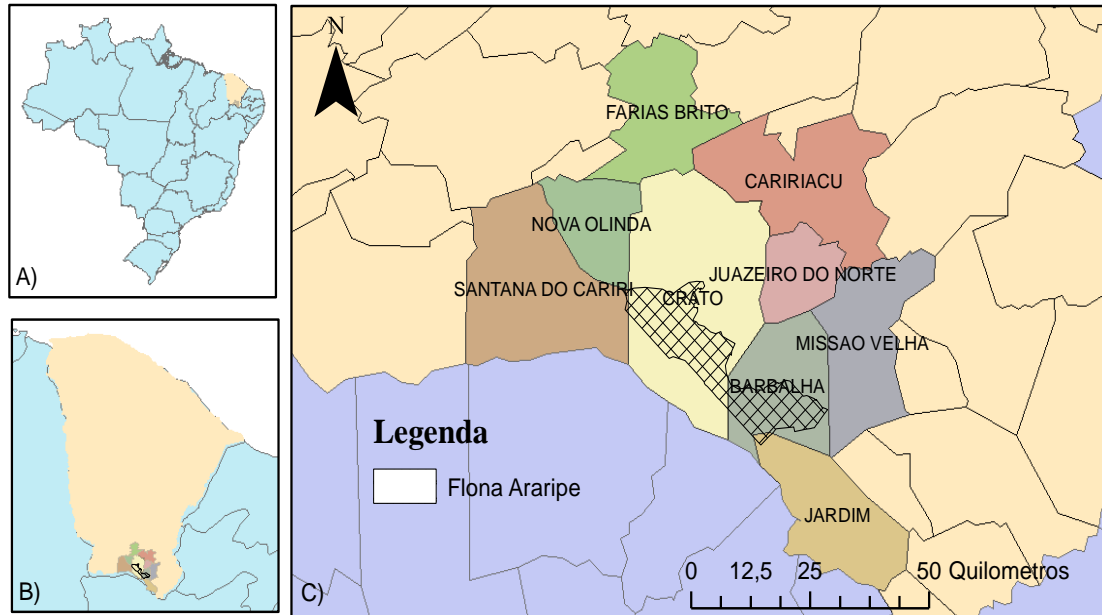 A)
B)
N
FARIAS BRITO
CARIRIACU
NOVA OLINDA
JUAZEIRO DO NORTE
SANTANA DO CARIRI
CRATO
MISSAO VELHA
BARBALHA
Legenda
Flona Araripe
JARDIM
0 12,5 25 50 Quilometros
C)